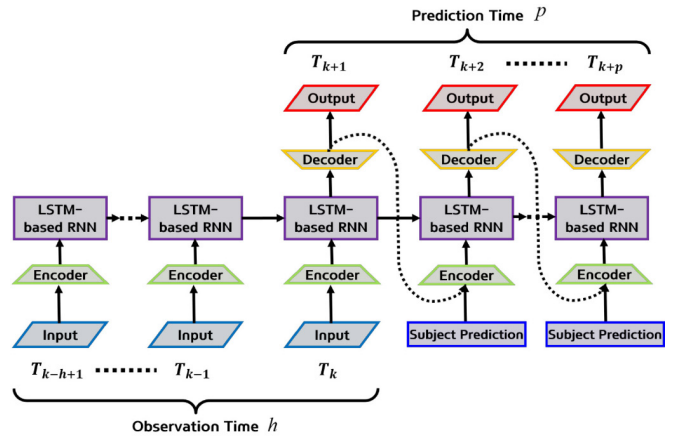 Prediction Time p
T_{k+1} T_{k+2} T_{k+p}
Output Output Output
Decoder Decoder Decoder
LSTM- LSTM- LSTM- LSTM- LSTM-
based RNN based RNN based RNN based RNN based RNN
Encoder Encoder Encoder Encoder Encoder
Input Input Input Subject Prediction Subject Prediction
T_{k-h+1} T_{k-1} T_k
Observation Time h